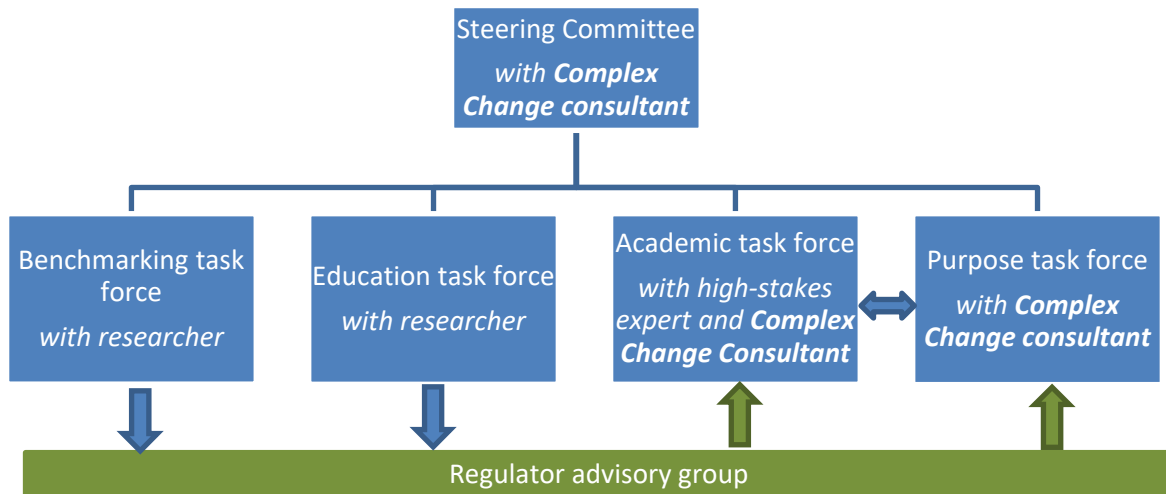 Steering Committee
with Complex
Change consultant
Benchmarking task
force
with researcher
Education task force
with researcher
Academic task force
with high-stakes
expert and Complex
Change Consultant
Purpose task force
with Complex
Change consultant
Regulator advisory group